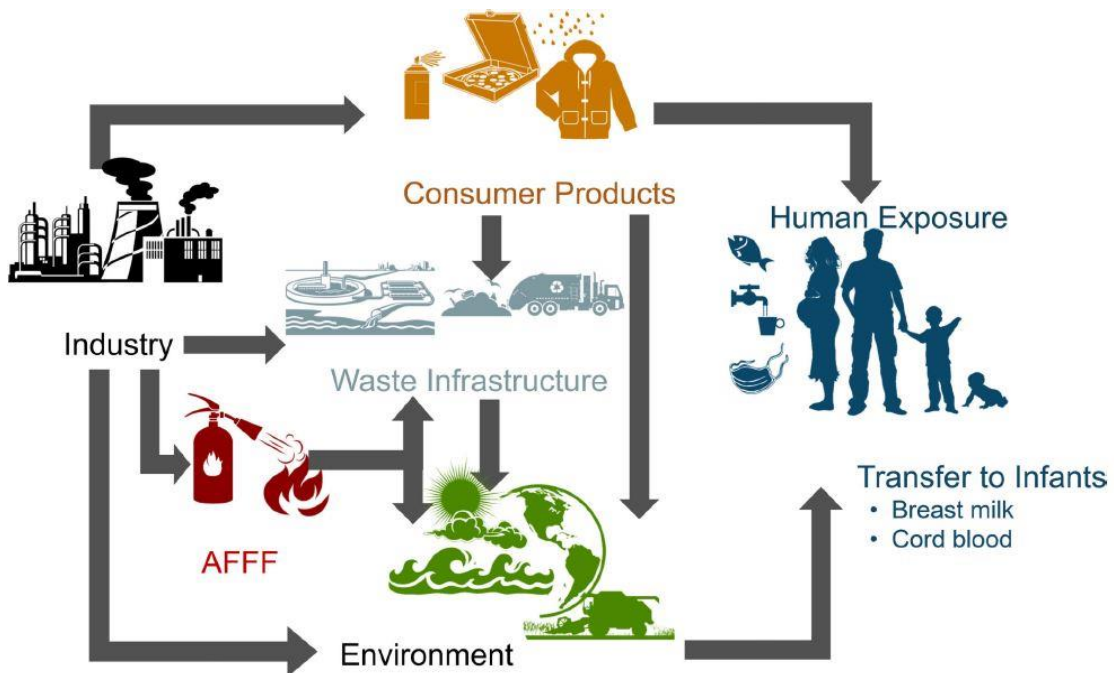 Consumer Products
Human Exposure
Industry
Waste Infrastructure
AFFF
Transfer to Infants
• Breast milk
• Cord blood
Environment